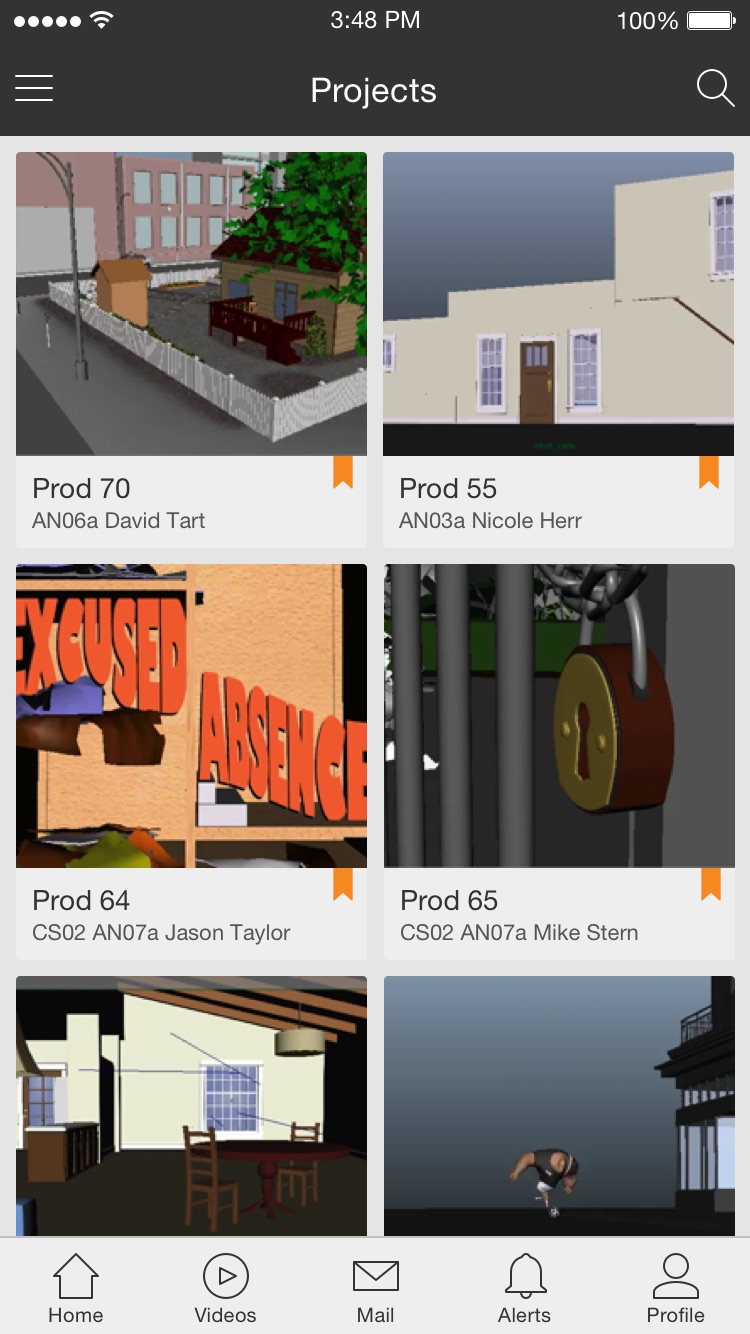 3:48 PM
100%
Projects
Prod 70
AN06a David Tart
Prod 55
AN03a Nicole Herr
EXCUSED
ABSENCE
Prod 64
CS02 AN07a Jason Taylor
Prod 65
CS02 AN07a Mike Stern
Home
Videos
Mail
Alerts
Profile